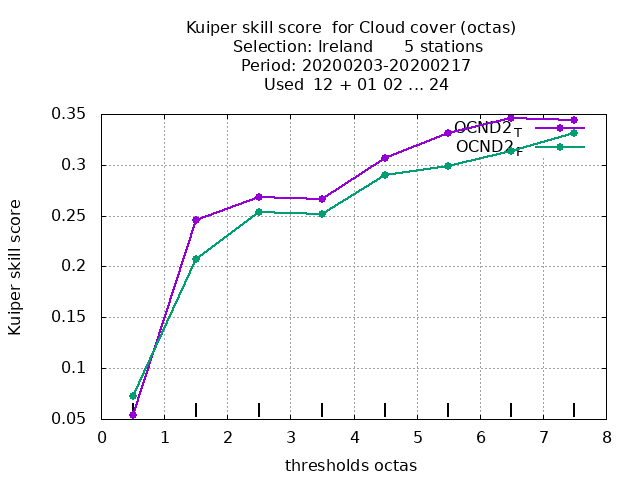 Kuiper skill score  for Cloud cover (octas)
Selection: Ireland      5 stations
Period: 20200203-20200217
Used  12 + 01 02 ... 24
OCND2T
OCND2F
Kuiper skill score
0.35
0.3
0.25
0.2
0.15
0.1
0.05
0 1 2 3 4 5 6 7 8
thresholds octas